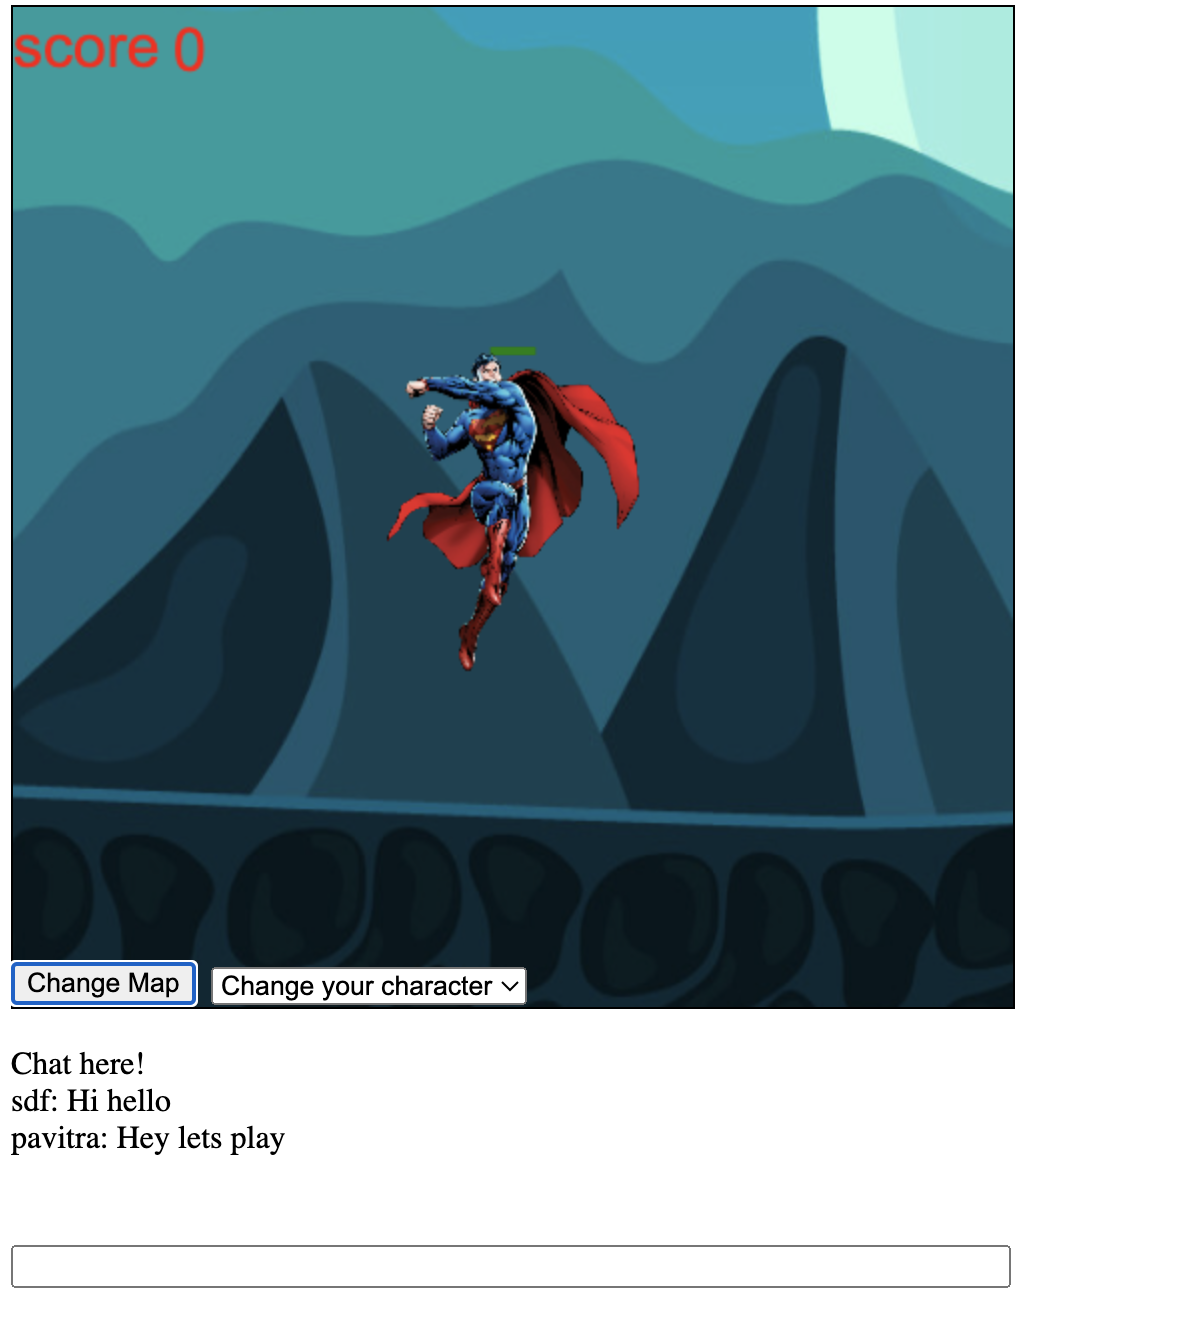 score 0
Change Map Change your character
Chat here!
sdf: Hi hello
pavitra: Hey lets play